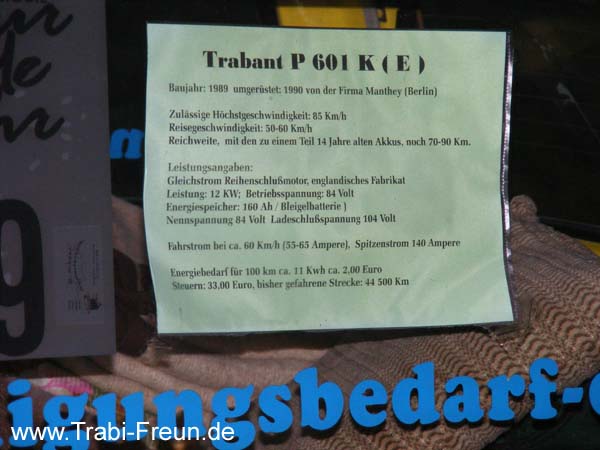 Trabant P 601 K ( E )
Baujahr: 1989 umgerüstet: 1990 von der Firma Manthey (Berlin)
Zulässige Höchstgeschwindigkeit: 85 Km/h
Reisegeschwindigkeit: 50-60 Km/h
Reichweite, mit den zu einem Teil 14 Jahre alten Akkus, noch 70-90 Km.
Leistungsangaben:
Gleichstrom Reihenschlußmotor, englandisches Fabrikat
Leistung: 12 KW; Betriebsspannung: 84 Volt
Energiespeicher: 160 Ah / Bleigelbatterie )
Nennspannung 84 Volt Ladeschlußspannung 104 Volt
Fahrstrom bei ca. 60 Km/h (55-65 Ampere), Spitzenstrom 140 Ampere
Energiebedarf für 100 km ca. 11 Kwh ca. 2,00 Euro
Steuern: 33,00 Euro, bisher gefahrene Strecke: 44 500 Km
9
igungsbedarf-
www.Trabi-Freun.de